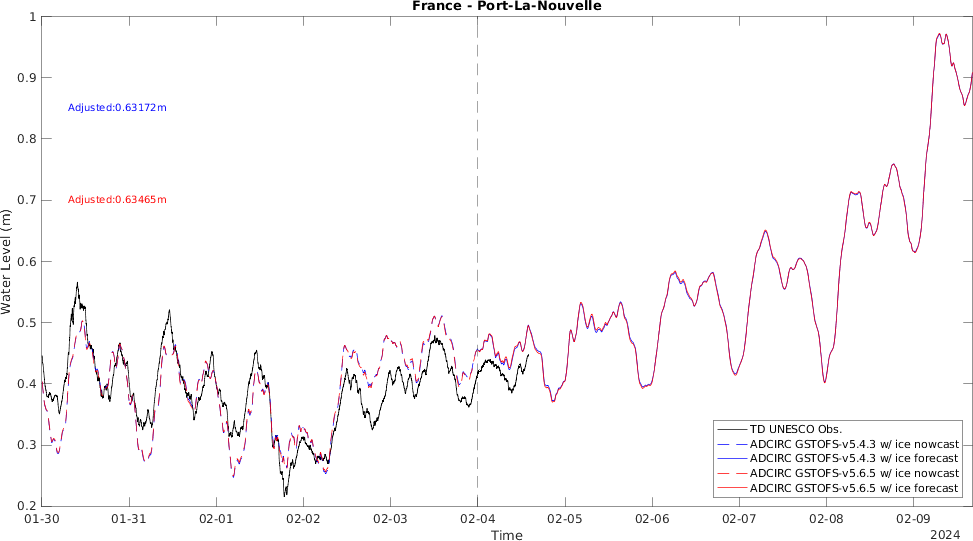 France - Port-La-Nouvelle
1
0.9
0.8
0.7
0.6
0.5
0.4
0.3
0.2
Water Level (m)
Adjusted:0.63172m
Adjusted:0.63465m
TD UNESCO Obs.
ADCIRC GSTOFS-v5.4.3 w/ ice nowcast
ADCIRC GSTOFS-v5.4.3 w/ ice forecast
ADCIRC GSTOFS-v5.6.5 w/ ice nowcast
ADCIRC GSTOFS-v5.6.5 w/ ice forecast
01-30 01-31 02-01 02-02 02-03 02-04 02-05 02-06 02-07 02-08 02-09
Time
2024